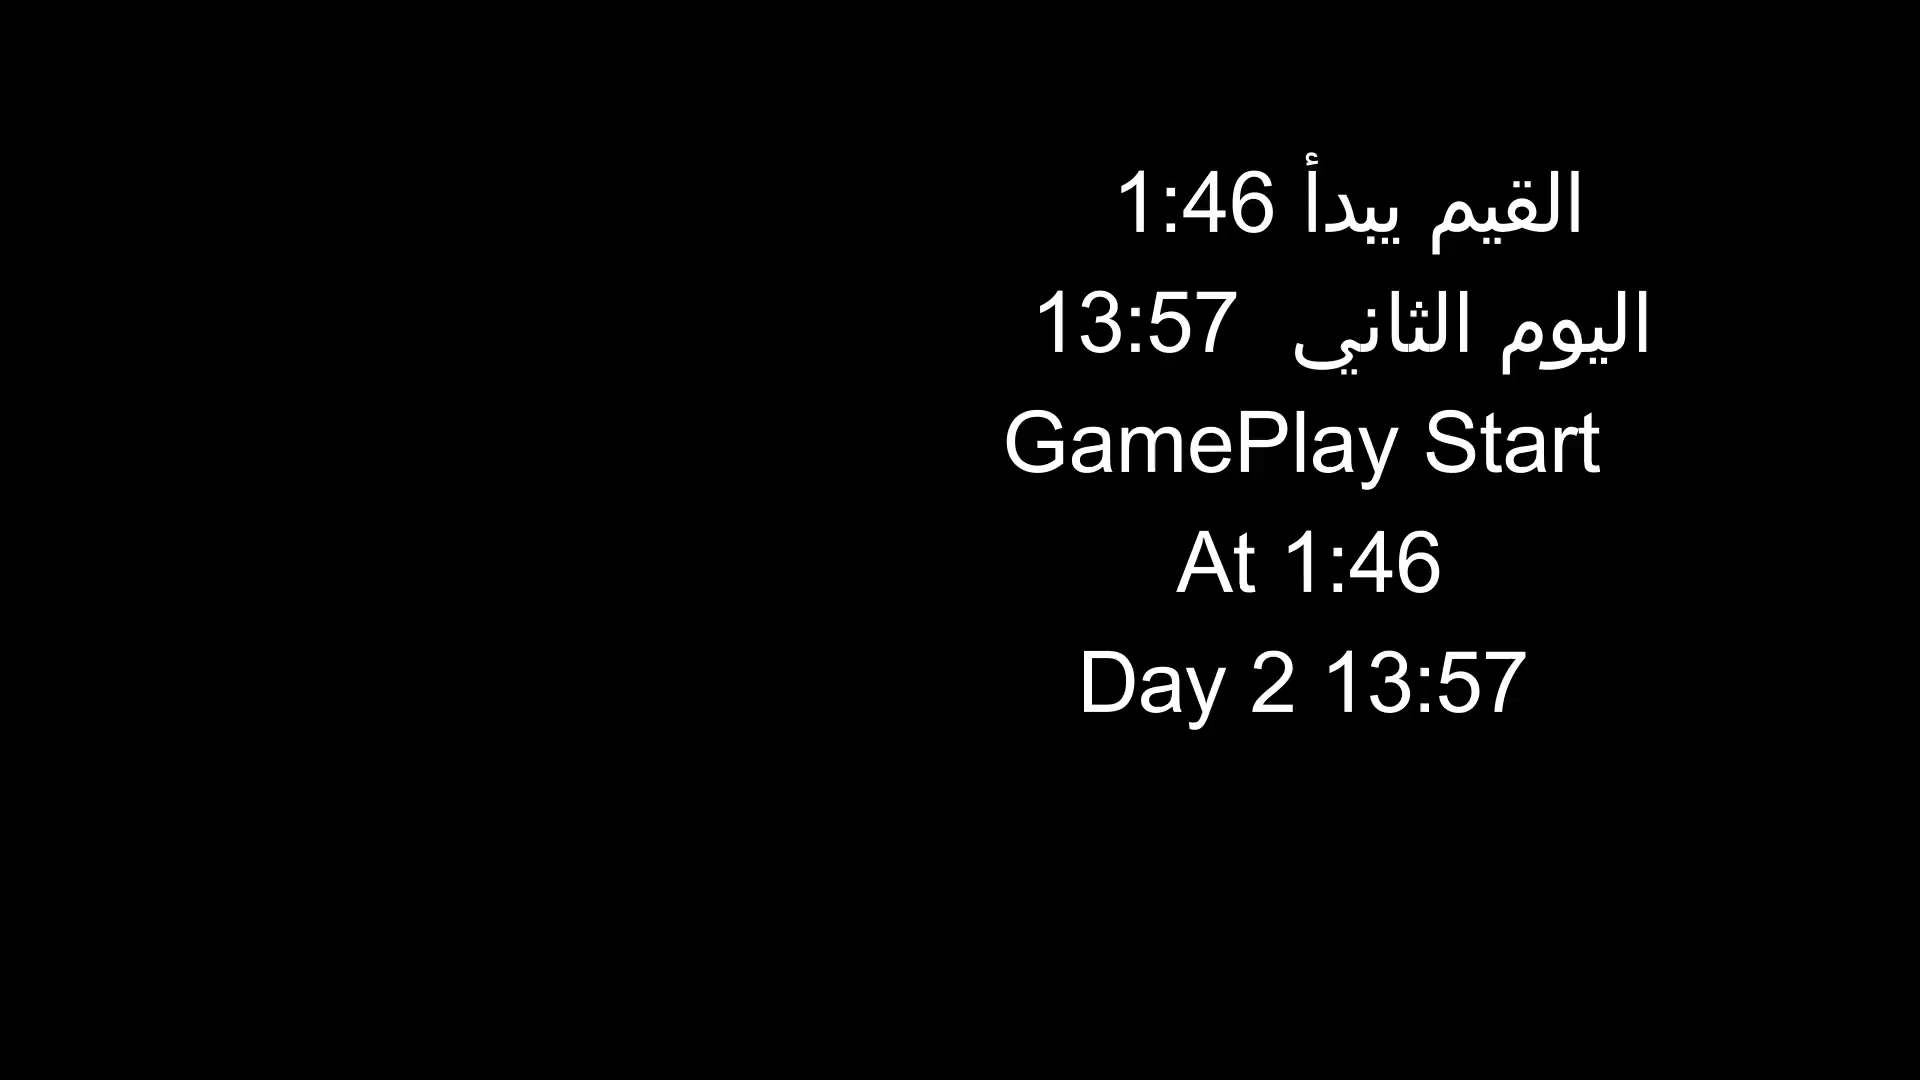 القيم يبدأ 1:46
اليوم الثاني  13:57
GamePlay Start
At 1:46
Day 2 13:57